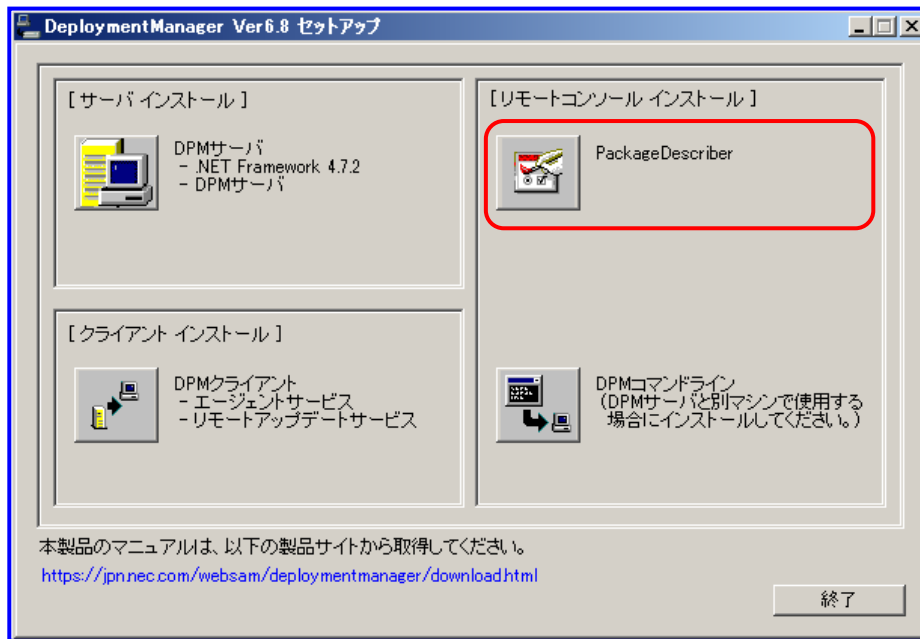 DeploymentManager Ver6.8 セットアップ
[ サーバ インストール ]
DPMサーバ
- .NET Framework 4.7.2
- DPMサーバ
[ リモートコンソール インストール ]
PackageDescriber
[ クライアント インストール ]
DPMクライアント
- エージェントサービス
- リモートアップデートサービス
DPMコマンドライン
(DPMサーバと別マシンで使用する
場合にインストールしてください。)
本製品のマニュアルは、以下の製品サイトから取得してください。
https://jpn.nec.com/websam/deploymentmanager/download.html
終了